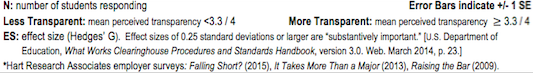 N: number of students responding Error Bars indicate +/- 1 SE
Less Transparent: mean perceived transparency <3.3 / 4 More Transparent: mean perceived transparency ≥ 3.3 / 4
ES: effect size (Hedges' G). Effect sizes of 0.25 standard deviations or larger are "substantively important." [U.S. Department of
Education, What Works Clearinghouse Procedures and Standards Handbook, version 3.0. Web. March 2014, p. 23.]
*Hart Research Associates employer surveys: Falling Short? (2015), It Takes More Than a Major (2013), Raising the Bar (2009).